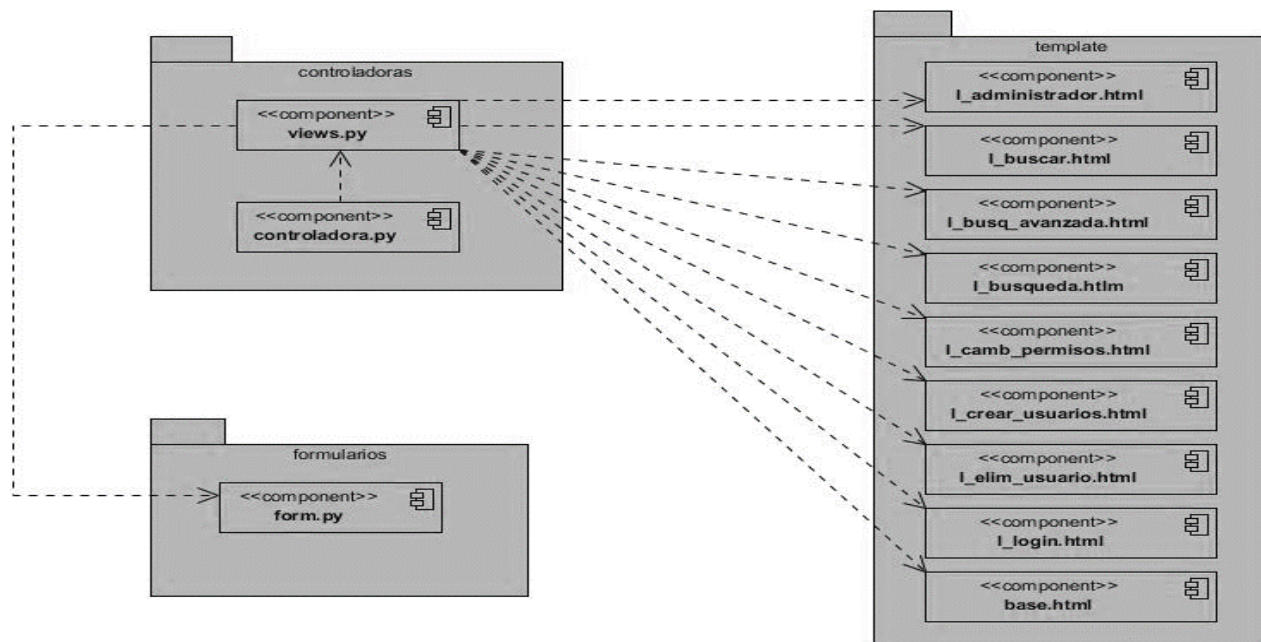 controladoras
<<component>>
views.py
<<component>>
controladora.py
formularios
<<component>>
form.py
template
<<component>>
l_administrador.html
<<component>>
l_buscar.html
<<component>>
l_busq_avanzada.html
<<component>>
l_busqueda.htlm
<<component>>
l_camb_permisos.html
<<component>>
l_crear_usuarios.html
<<component>>
l_elim_usuario.html
<<component>>
l_login.html
<<component>>
base.html